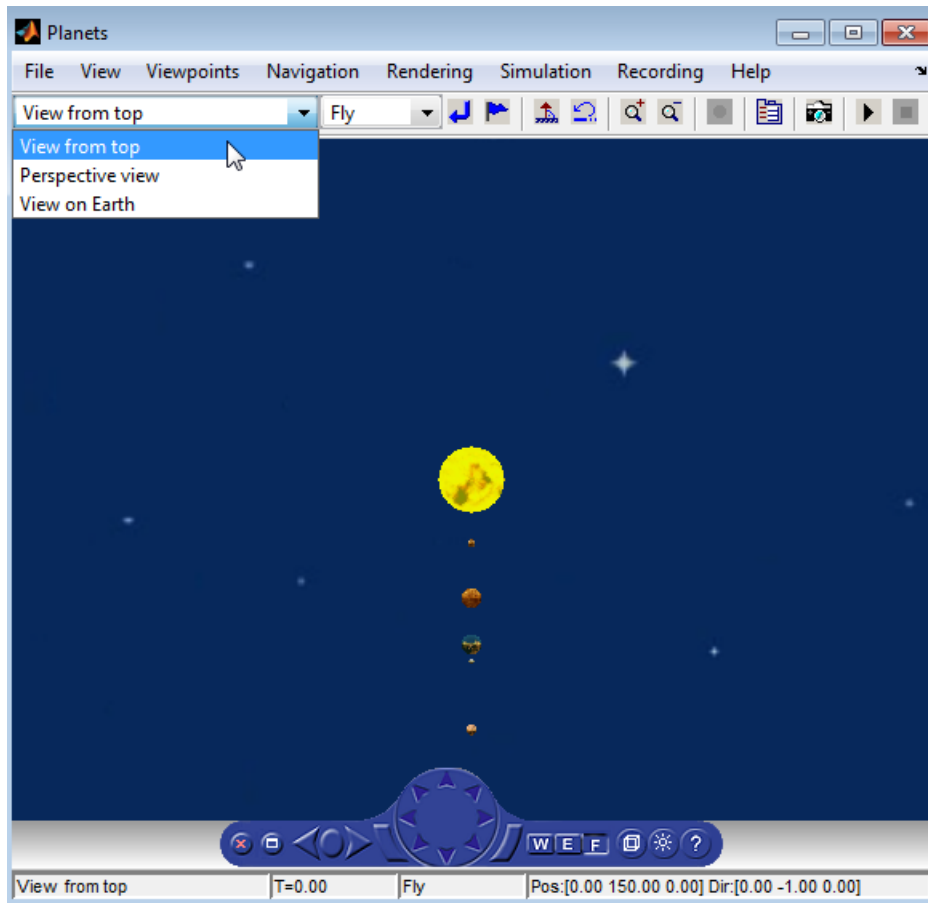 Planets
File View Viewpoints Navigation Rendering Simulation Recording Help
View from top Fly
View from top
Perspective view
View on Earth
W E F ?
View from top T=0.00 Fly Pos:[0.00 150.00 0.00] Dir:[0.00 -1.00 0.00]